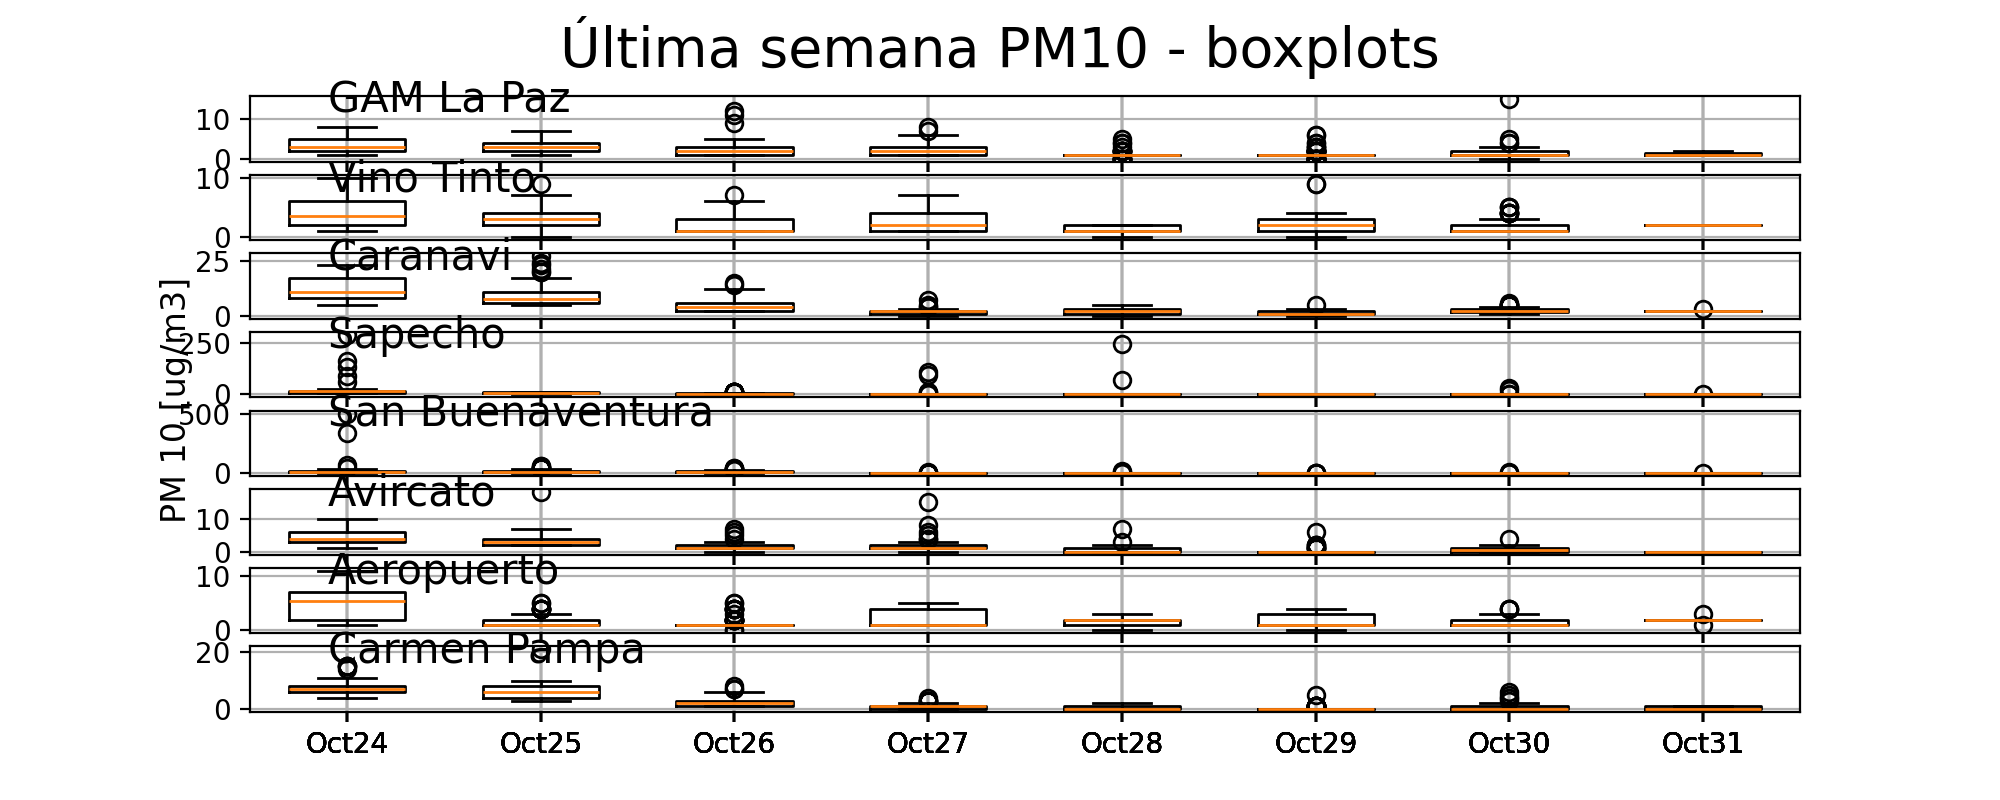 Última semana PM10 - boxplots
GAM La Paz
10
0
Vino Tinto
10
0
Caranavi
25
0
Sapecho
250
0
San Buenaventura
500
0
Avircato
10
0
Aeropuerto
10
0
Carmen Pampa
20
0
PM 10 [ug/m3]
Oct24 Oct25 Oct26 Oct27 Oct28 Oct29 Oct30 Oct31